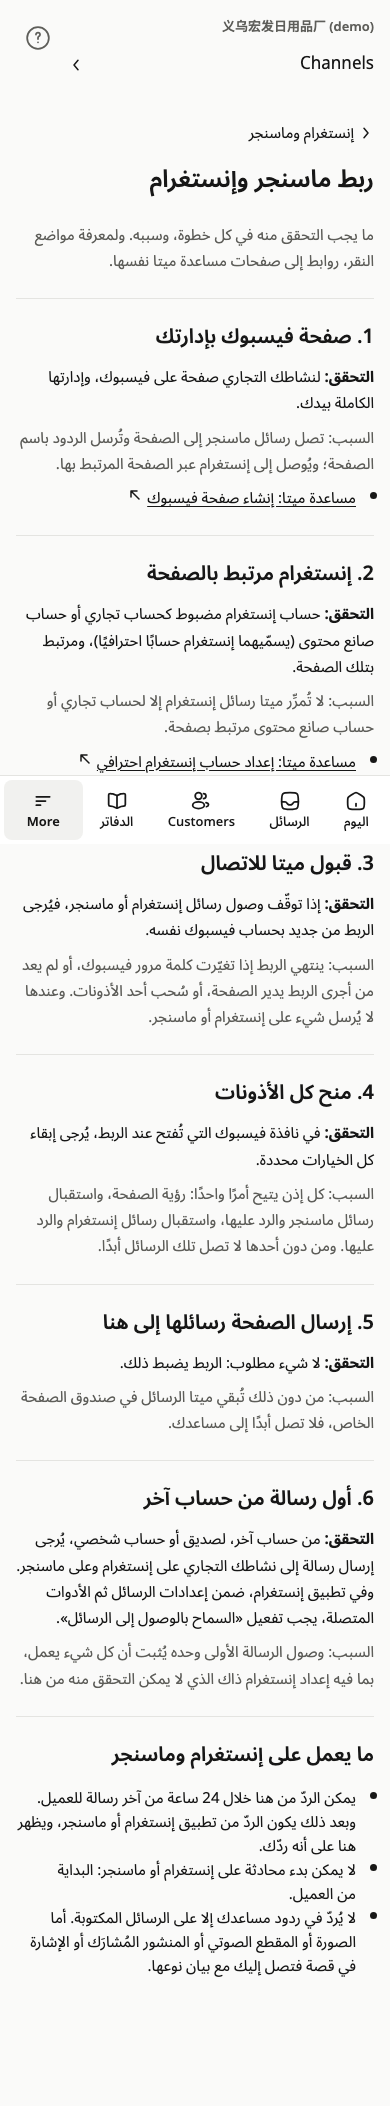 义乌宏发日用品厂 (demo)
Channels
إنستغرام وماسنجر
ربط ماسنجر وإنستغرام
ما يجب التحقق منه في كل خطوة، وسببه. ولمعرفة مواضع
النقر، روابط إلى صفحات مساعدة ميتا نفسها.
1. صفحة فيسبوك بإدارتك
التحقق: لنشاطك التجاري صفحة على فيسبوك، وإدارتها
الكاملة بيدك.
السبب: تصل رسائل ماسنجر إلى الصفحة وتُرسل الردود باسم
الصفحة؛ ويُوصل إلى إنستغرام عبر الصفحة المرتبط بها.
مساعدة ميتا: إنشاء صفحة فيسبوك
2. إنستغرام مرتبط بالصفحة
التحقق: حساب إنستغرام مضبوط كحساب تجاري أو حساب
صانع محتوى (يسمّيهما إنستغرام حسابًا احترافيًا)، ومرتبط
بتلك الصفحة.
السبب: لا تُمرِّر ميتا رسائل إنستغرام إلا لحساب تجاري أو
حساب صانع محتوى مرتبط بصفحة.
مساعدة ميتا: إعداد حساب إنستغرام احترافي
اليوم
الرسائل
Customers
الدفاتر
More
3. قبول ميتا للاتصال
التحقق: إذا توقّف وصول رسائل إنستغرام أو ماسنجر، فيُرجى
الربط من جديد بحساب فيسبوك نفسه.
السبب: ينتهي الربط إذا تغيّرت كلمة مرور فيسبوك، أو لم يعد
من أجرى الربط يدير الصفحة، أو سُحب أحد الأذونات. وعندها
لا يُرسل شيء على إنستغرام أو ماسنجر.
4. منح كل الأذونات
التحقق: في نافذة فيسبوك التي تُفتح عند الربط، يُرجى إبقاء
كل الخيارات محددة.
السبب: كل إذن يتيح أمرًا واحدًا: رؤية الصفحة، واستقبال
رسائل ماسنجر والرد عليها، واستقبال رسائل إنستغرام والرد
عليها. ومن دون أحدها لا تصل تلك الرسائل أبدًا.
5. إرسال الصفحة رسائلها إلى هنا
التحقق: لا شيء مطلوب: الربط يضبط ذلك.
السبب: من دون ذلك تُبقي ميتا الرسائل في صندوق الصفحة
الخاص، فلا تصل أبدًا إلى مساعدك.
6. أول رسالة من حساب آخر
التحقق: من حساب آخر، لصديق أو حساب شخصي، يُرجى
إرسال رسالة إلى نشاطك التجاري على إنستغرام وعلى ماسنجر.
وفي تطبيق إنستغرام، ضمن إعدادات الرسائل ثم الأدوات
المتصلة، يجب تفعيل «السماح بالوصول إلى الرسائل».
السبب: وصول الرسالة الأولى وحده يُثبت أن كل شيء يعمل،
بما فيه إعداد إنستغرام ذاك الذي لا يمكن التحقق منه من هنا.
ما يعمل على إنستغرام وماسنجر
يمكن الردّ من هنا خلال 24 ساعة من آخر رسالة للعميل.
وبعد ذلك يكون الردّ من تطبيق إنستغرام أو ماسنجر، ويظهر
هنا على أنه ردّك.
لا يمكن بدء محادثة على إنستغرام أو ماسنجر: البداية
من العميل.
لا يُردّ في ردود مساعدك إلا على الرسائل المكتوبة. أما
الصورة أو المقطع الصوتي أو المنشور المُشارَك أو الإشارة
في قصة فتصل إليك مع بيان نوعها.